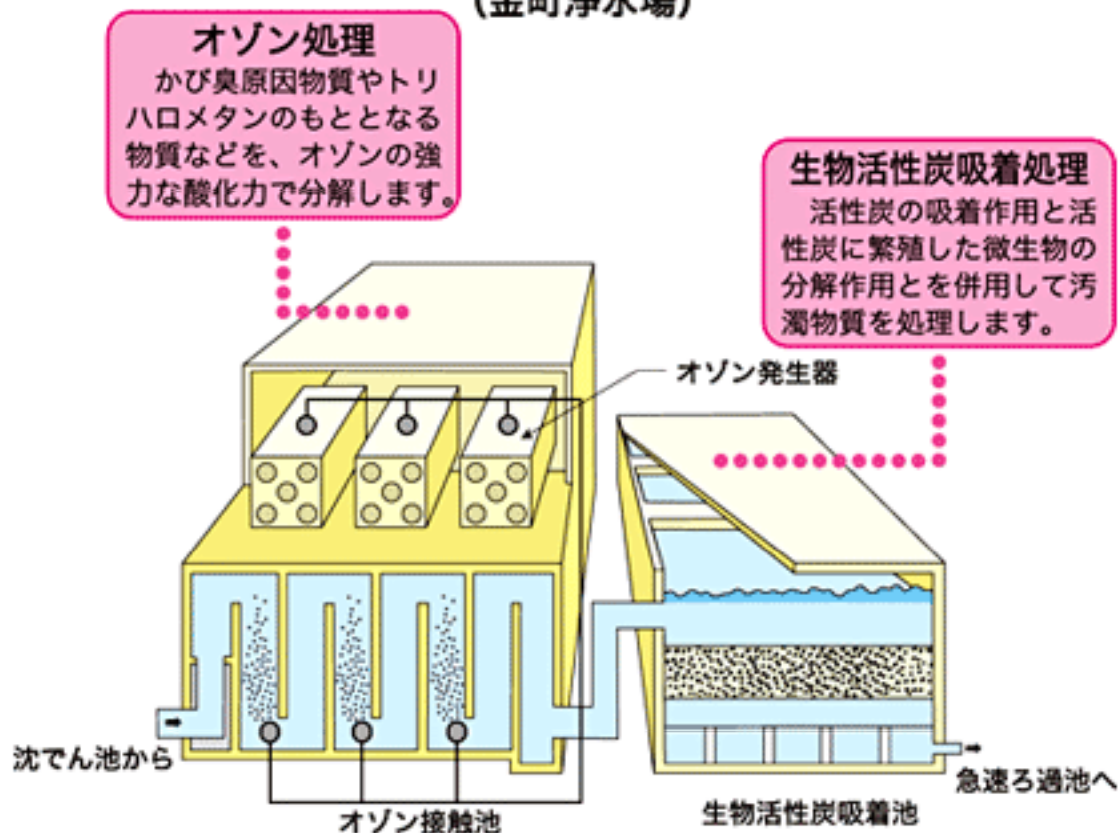 (金町浄水場)
オゾン処理
かび臭原因物質やトリ
ハロメタンのもととなる
物質などを、オゾンの強
力な酸化力で分解します。
生物活性炭吸着処理
活性炭の吸着作用と活
性炭に繁殖した微生物の
分解作用とを併用して汚
濁物質を処理します。
オゾン発生器
沈でん池から
オゾン接触池
生物活性炭吸着池
急速ろ過池へ